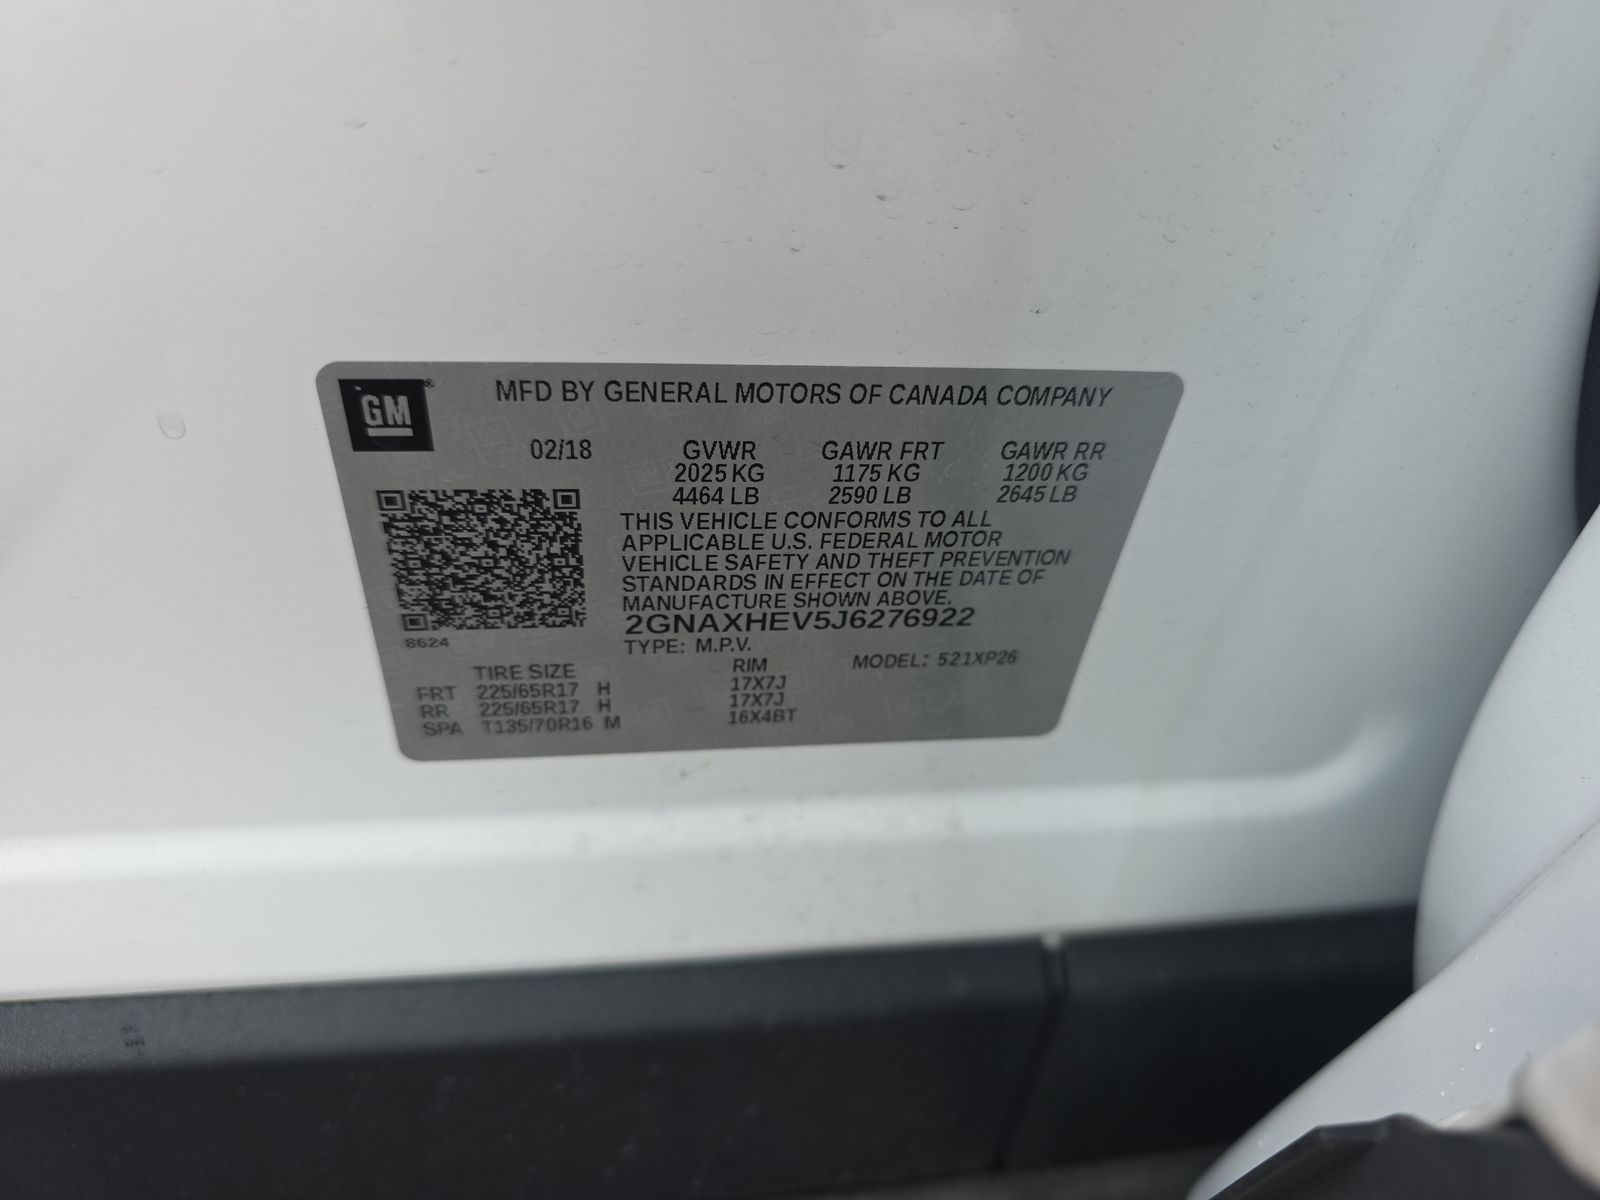 GM
MFD BY GENERAL MOTORS OF CANADA COMPANY
02/18 GVWR GAWR FRT GAWR RR
2025 KG 1175 KG 1200 KG
4464 LB 2590 LB 2645 LB
THIS VEHICLE CONFORMS TO ALL
APPLICABLE U.S. FEDERAL MOTOR
VEHICLE SAFETY AND THEFT PREVENTION
STANDARDS IN EFFECT ON THE DATE OF
MANUFACTURE SHOWN ABOVE.
2GNAXHEV5J6276922
8624
TYPE: M.P.V. MODEL: 521XP26
TIRE SIZE RIM
FRT 225/65R17 H 17X7J
RR 225/65R17 H 17X7J
SPA T135/70R16 M 16X4BT